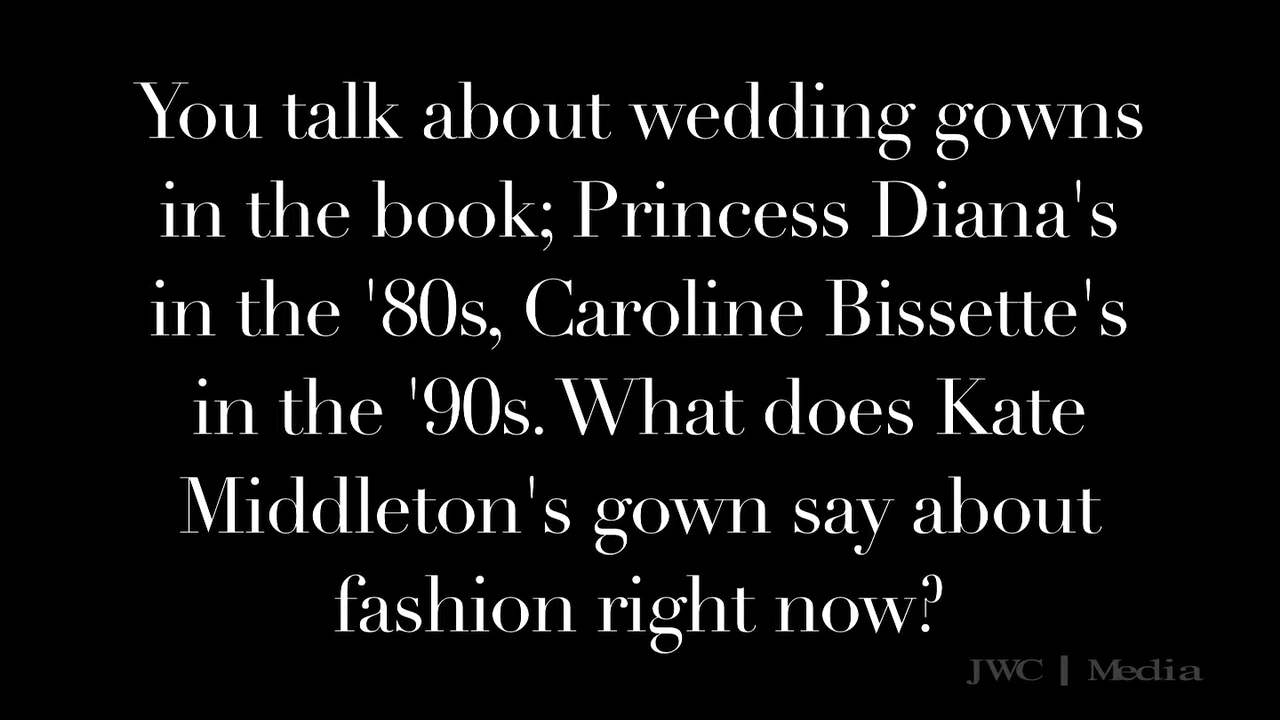 You talk about wedding gowns
in the book; Princess Diana's
in the '80s, Caroline Bissette's
in the '90s. What does Kate
Middleton's gown say about
fashion right now?
JWC | Media